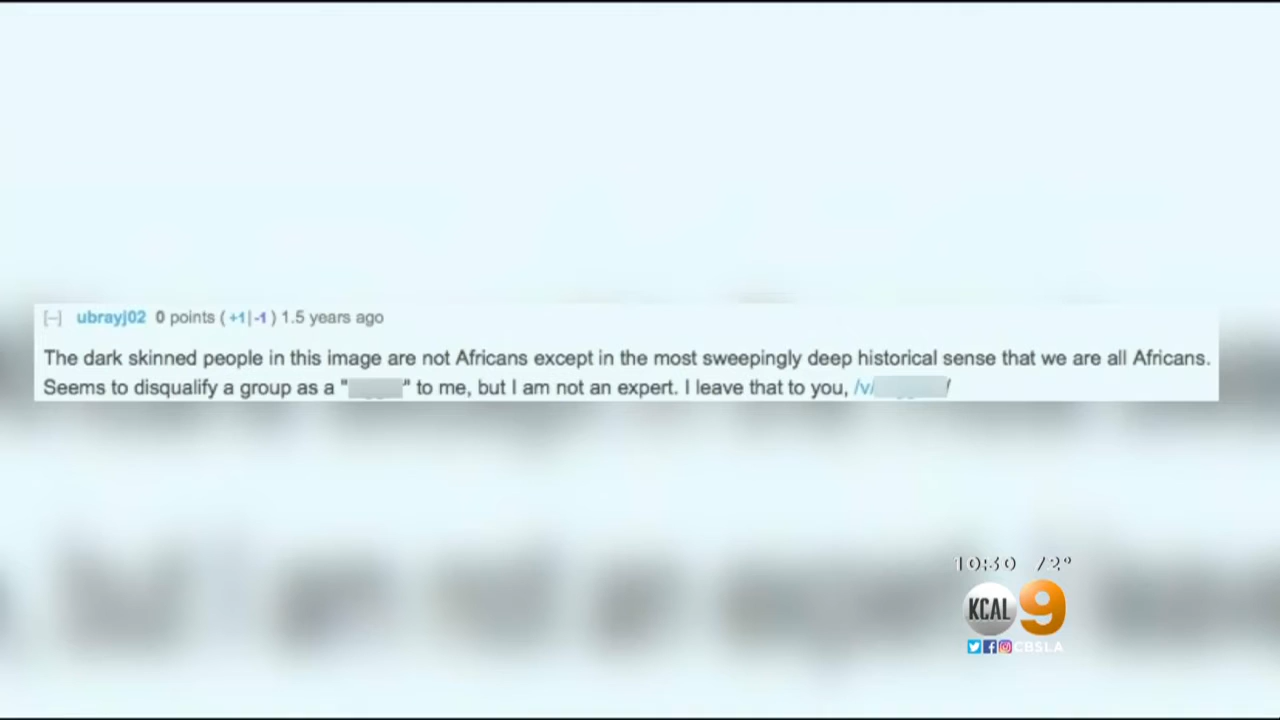 [–] ubrayj02 0 points ( +1|-1 ) 1.5 years ago
The dark skinned people in this image are not Africans except in the most sweepingly deep historical sense that we are all Africans.
Seems to disqualify a group as a " " to me, but I am not an expert. I leave that to you, /v/ /
10:30 72°
KCAL 9
CBSLA